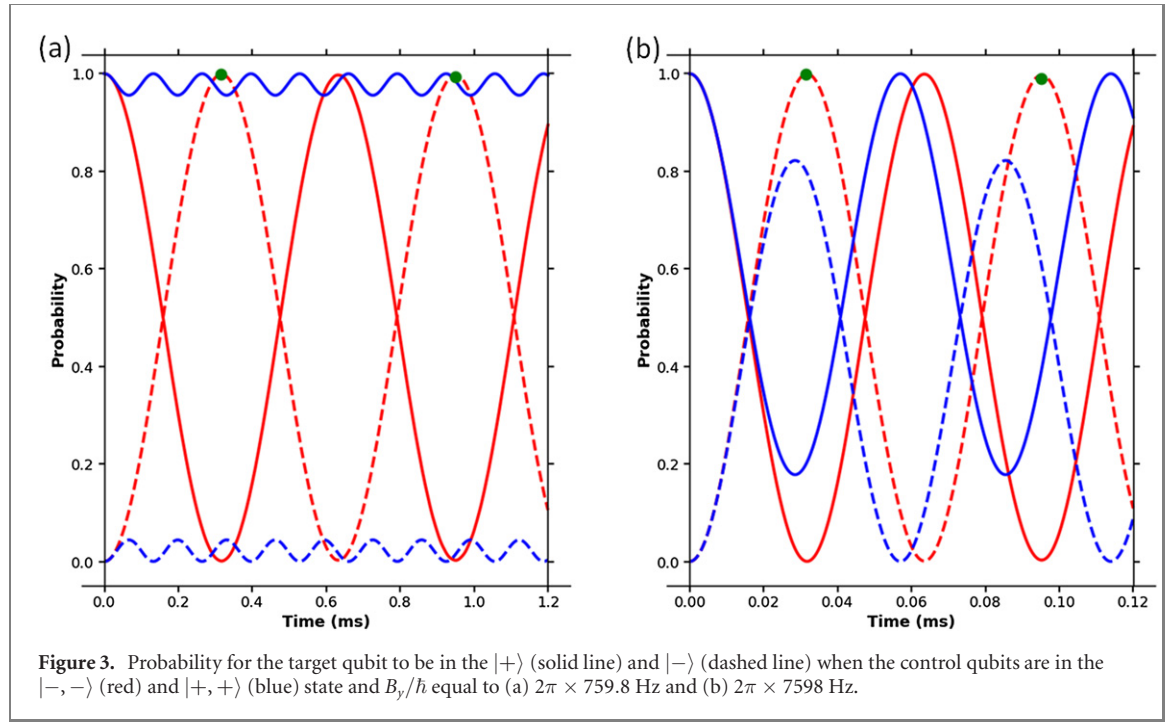 (a)
(b)
1.0
0.8
0.6
0.4
0.2
0.0
Probability
0.0 0.2 0.4 0.6 0.8 1.0 1.2
Time (ms)
1.0
0.8
0.6
0.4
0.2
0.0
Probability
0.00 0.02 0.04 0.06 0.08 0.10 0.12
Time (ms)
Figure 3. Probability for the target qubit to be in the |+⟩ (solid line) and |−⟩ (dashed line) when the control qubits are in the
|−, −⟩ (red) and |+, +⟩ (blue) state and By/ℏ equal to (a) 2π × 759.8 Hz and (b) 2π × 7598 Hz.